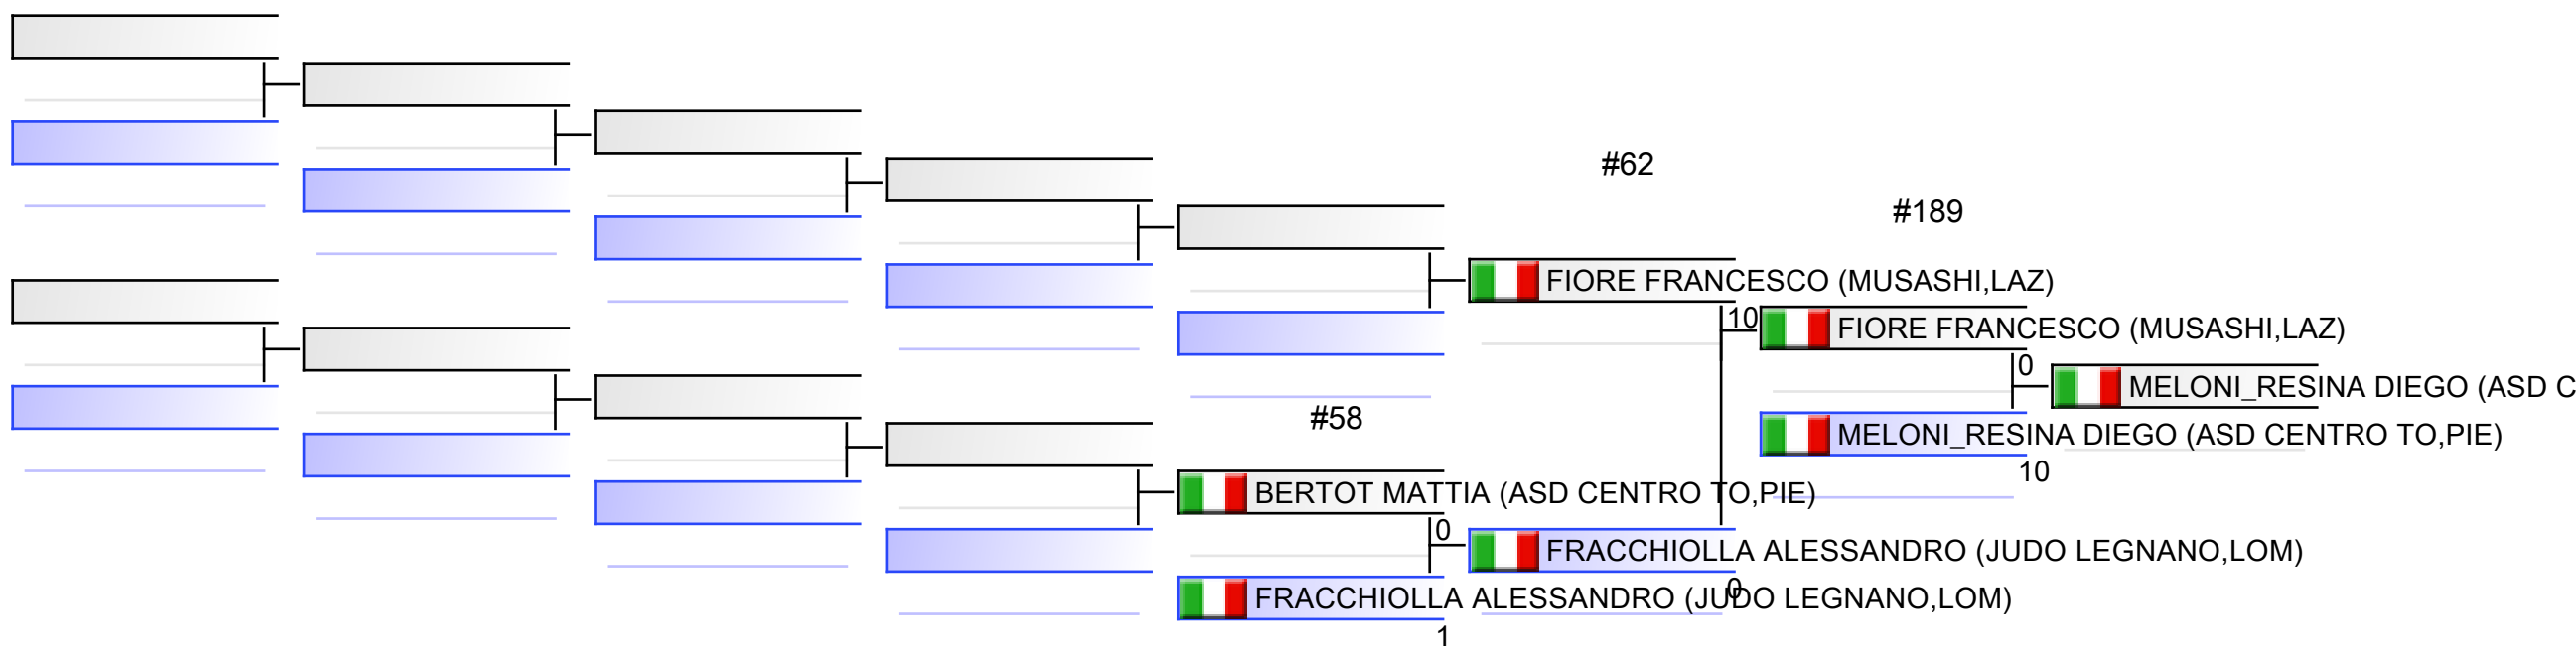 #62
#189
FIORE FRANCESCO (MUSASHI,LAZ)
10
FIORE FRANCESCO (MUSASHI,LAZ)
0
MELONI_RESINA DIEGO (ASD C
#58
MELONI_RESINA DIEGO (ASD CENTRO TO,PIE)
10
BERTOT MATTIA (ASD CENTRO TO,PIE)
0
FRACCHIOLLA ALESSANDRO (JUDO LEGNANO,LOM)
0
FRACCHIOLLA ALESSANDRO (JUDO LEGNANO,LOM)
1